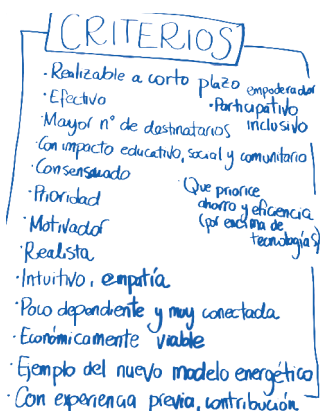 CRITERIOS
· Realizable a corto plazo
· Efectivo
empoderador
· Participativo
inclusivo
· Mayor nº de destinatarios
· Con impacto educativo, social y comunitario
· Consensuado
· Prioridad
· Que priorice
ahorro y eficiencia
(por encima de
tecnologías)
· Motivador
· Realista
· Intuitivo, empatía
· Poco dependiente y muy conectada
· Económicamente viable
· Ejemplo del nuevo modelo energético
· Con experiencia previa, contribución